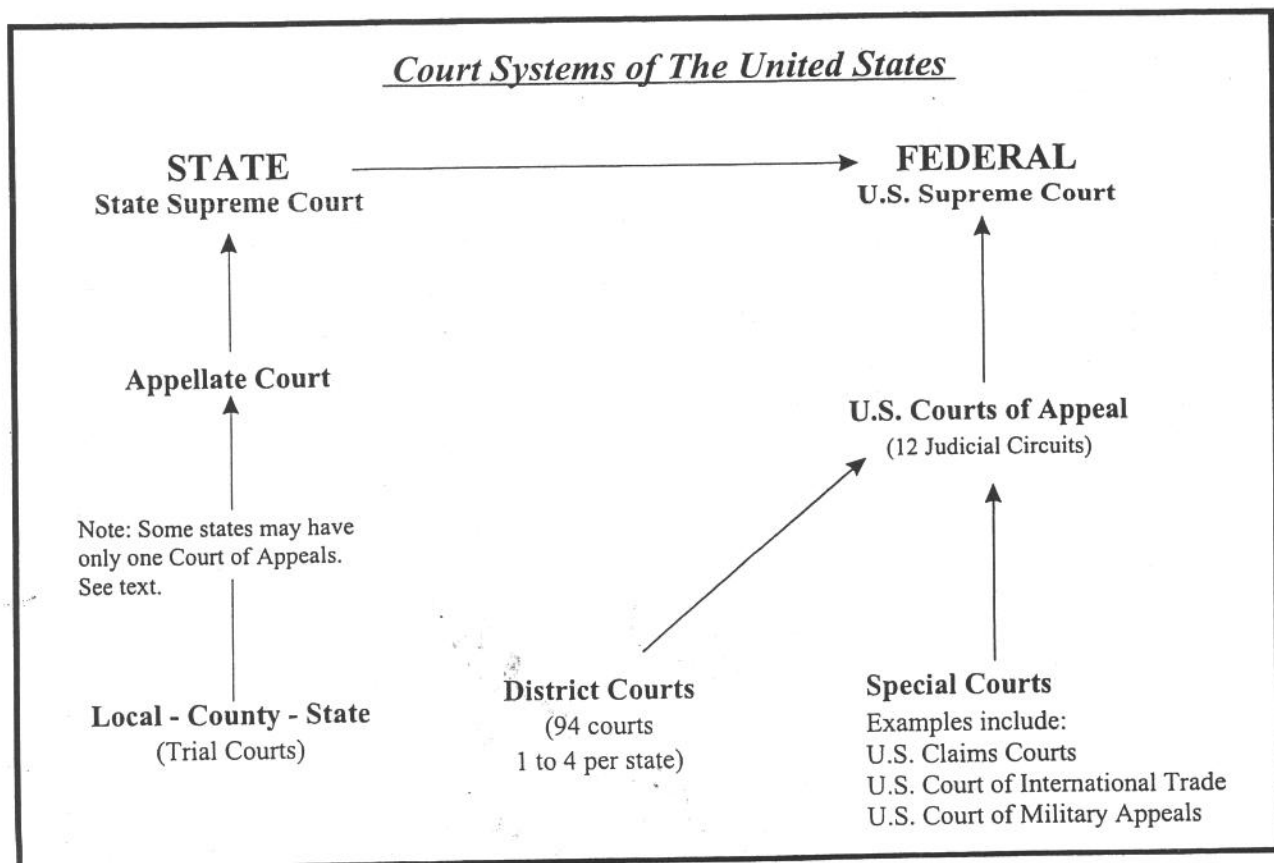 Court Systems of The United States
STATE
State Supreme Court
FEDERAL
U.S. Supreme Court
Appellate Court
U.S. Courts of Appeal
(12 Judicial Circuits)
Note: Some states may have
only one Court of Appeals.
See text.
Local - County - State
(Trial Courts)
District Courts
(94 courts
1 to 4 per state)
Special Courts
Examples include:
U.S. Claims Courts
U.S. Court of International Trade
U.S. Court of Military Appeals